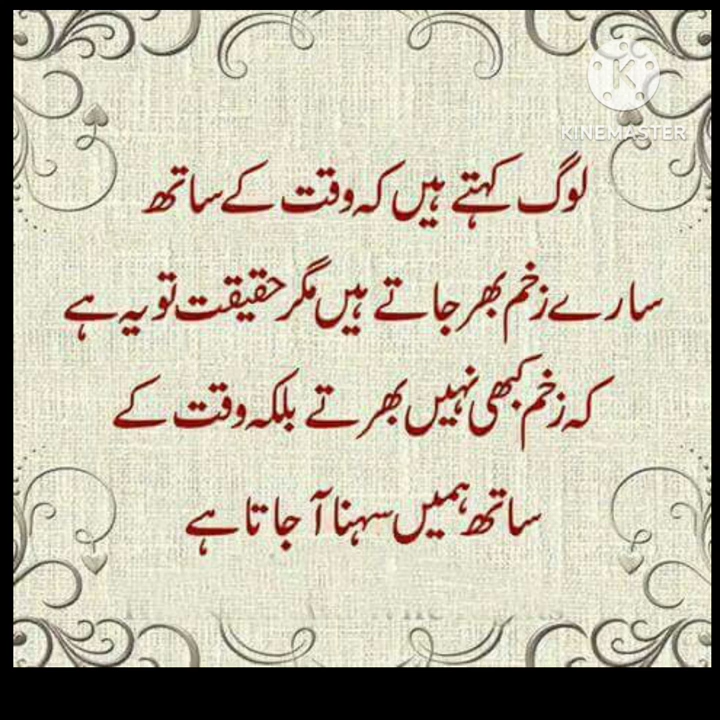 KINEMASTER
لوگ کہتے ہیں کہ وقت کے ساتھ
سارے زخم بھر جاتے ہیں مگر حقیقت تو یہ ہے
کہ زخم کبھی نہیں بھرتے بلکہ وقت کے
ساتھ ہمیں سہنا آ جاتا ہے